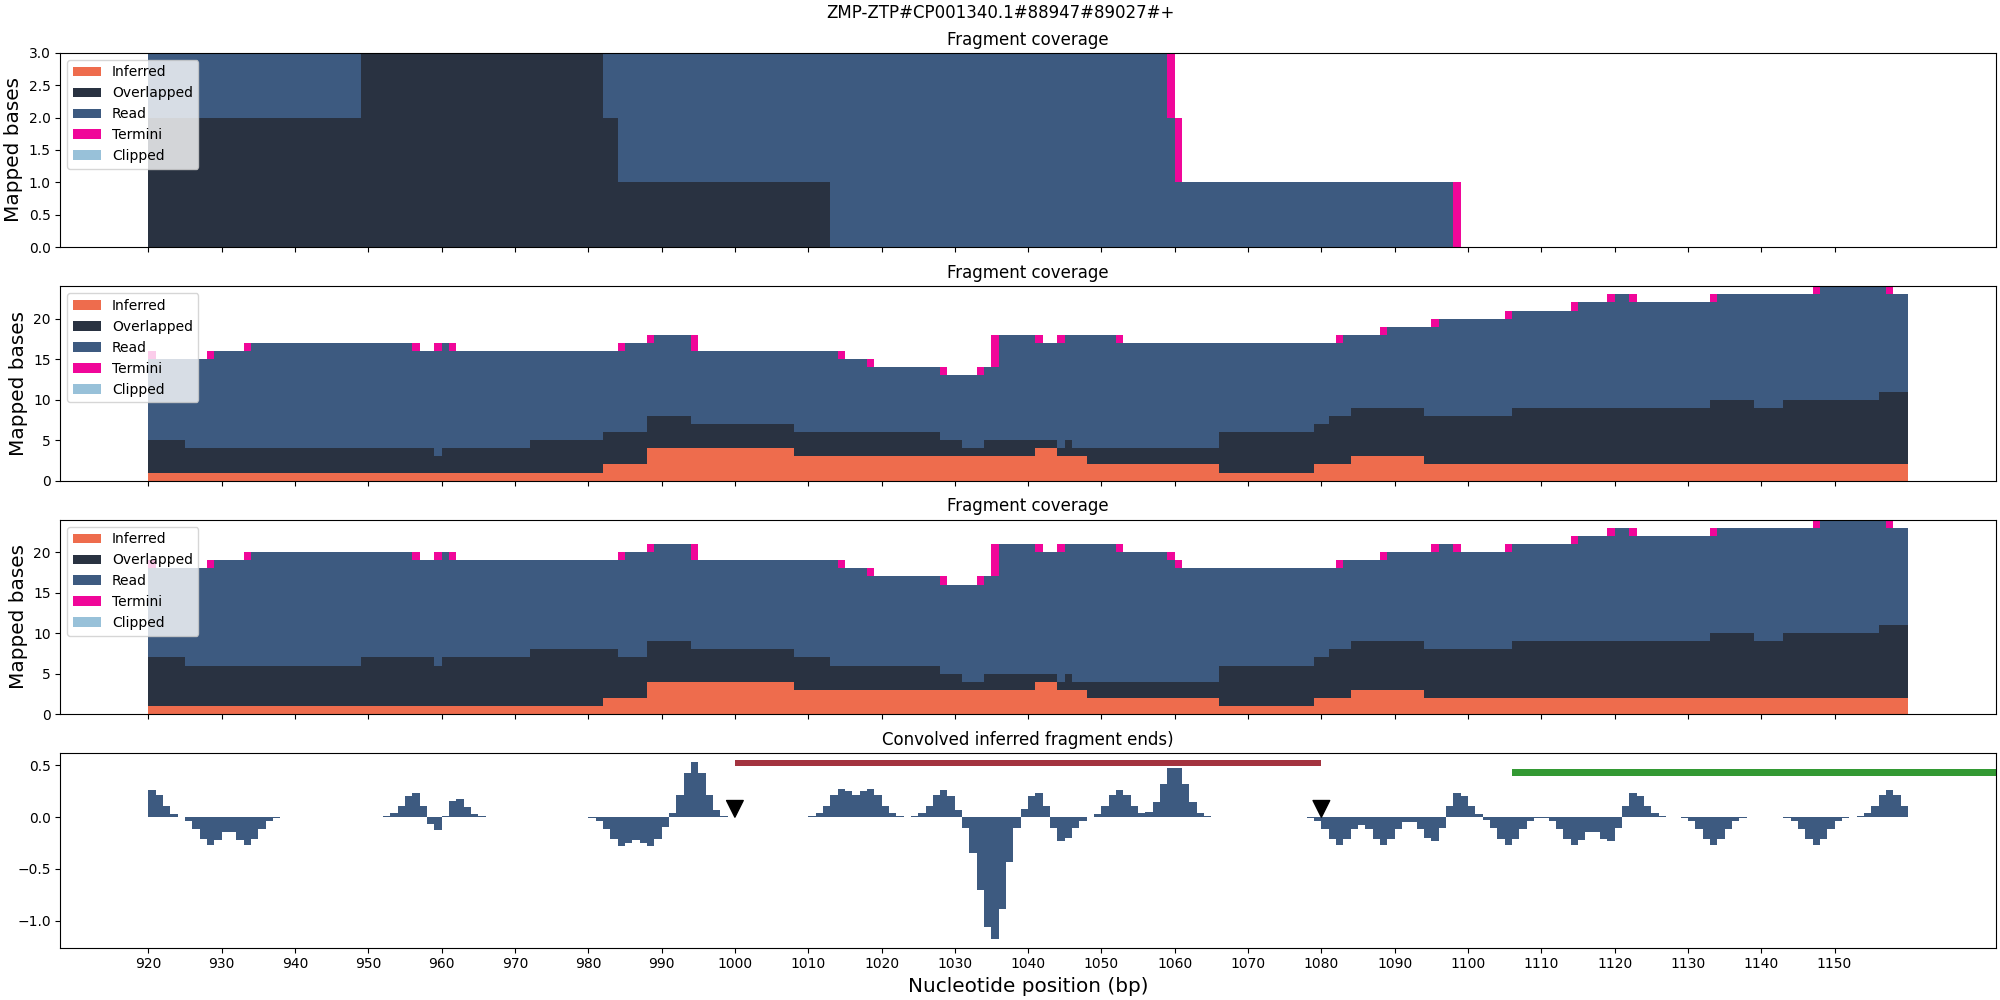 ZMP-ZTP#CP001340.1#88947#89027#+
Fragment coverage
Mapped bases
3.0
2.5
2.0
1.5
1.0
0.5
0.0
Inferred
Overlapped
Read
Termini
Clipped
Fragment coverage
Mapped bases
20
15
10
5
0
Inferred
Overlapped
Read
Termini
Clipped
Fragment coverage
Mapped bases
20
15
10
5
0
Inferred
Overlapped
Read
Termini
Clipped
Convolved inferred fragment ends)
0.5
0.0
−0.5
−1.0
920 930 940 950 960 970 980 990 1000 1010 1020 1030 1040 1050 1060 1070 1080 1090 1100 1110 1120 1130 1140 1150
Nucleotide position (bp)